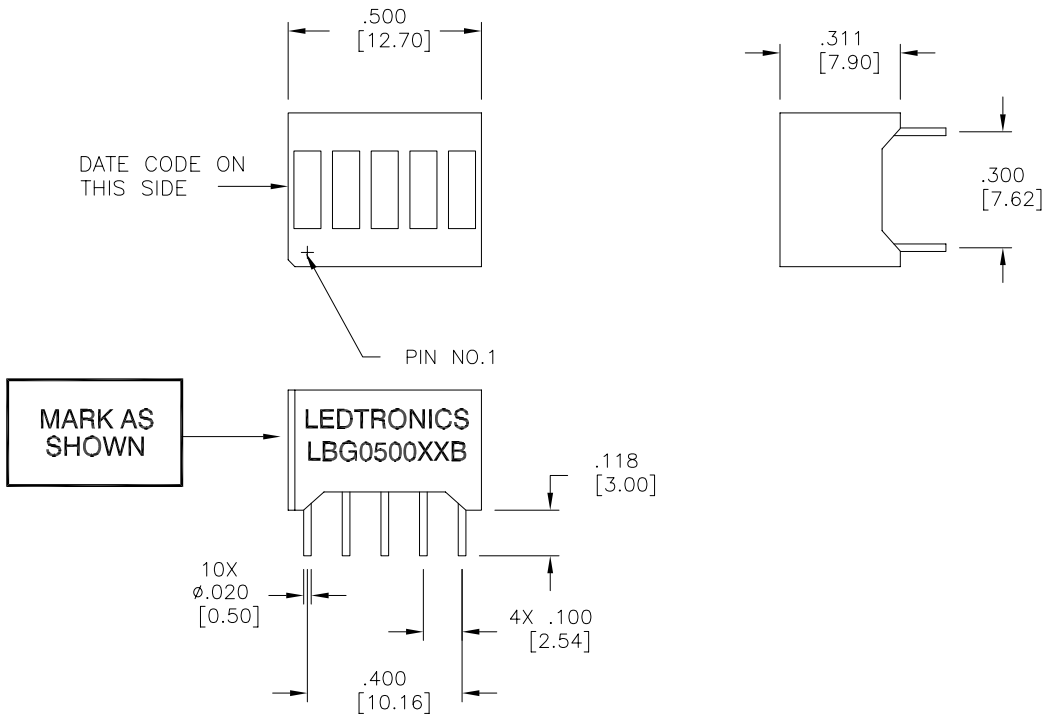 .500
[12.70]
.311
[7.90]
DATE CODE ON
THIS SIDE
.300
[7.62]
PIN NO.1
MARK AS
SHOWN
LEDTRONICS
LBG0500XXB
.118
[3.00]
10X
ø.020
[0.50]
4X .100
[2.54]
.400
[10.16]